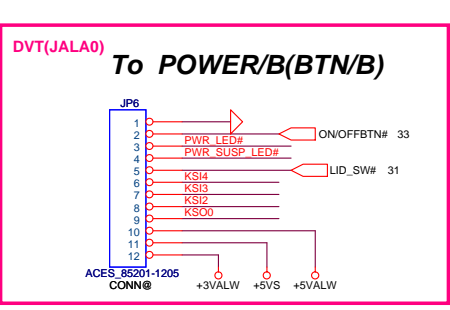 DVT(JALA0)
To POWER/B(BTN/B)
JP6
1
2 ON/OFFBTN# 33
3 PWR_LED#
4 PWR_SUSP_LED#
5 LID_SW# 31
6 KSI4
7 KSI3
8 KSI2
9 KSO0
10
11
12
ACES_85201-1205
CONN@ +3VALW +5VS +5VALW